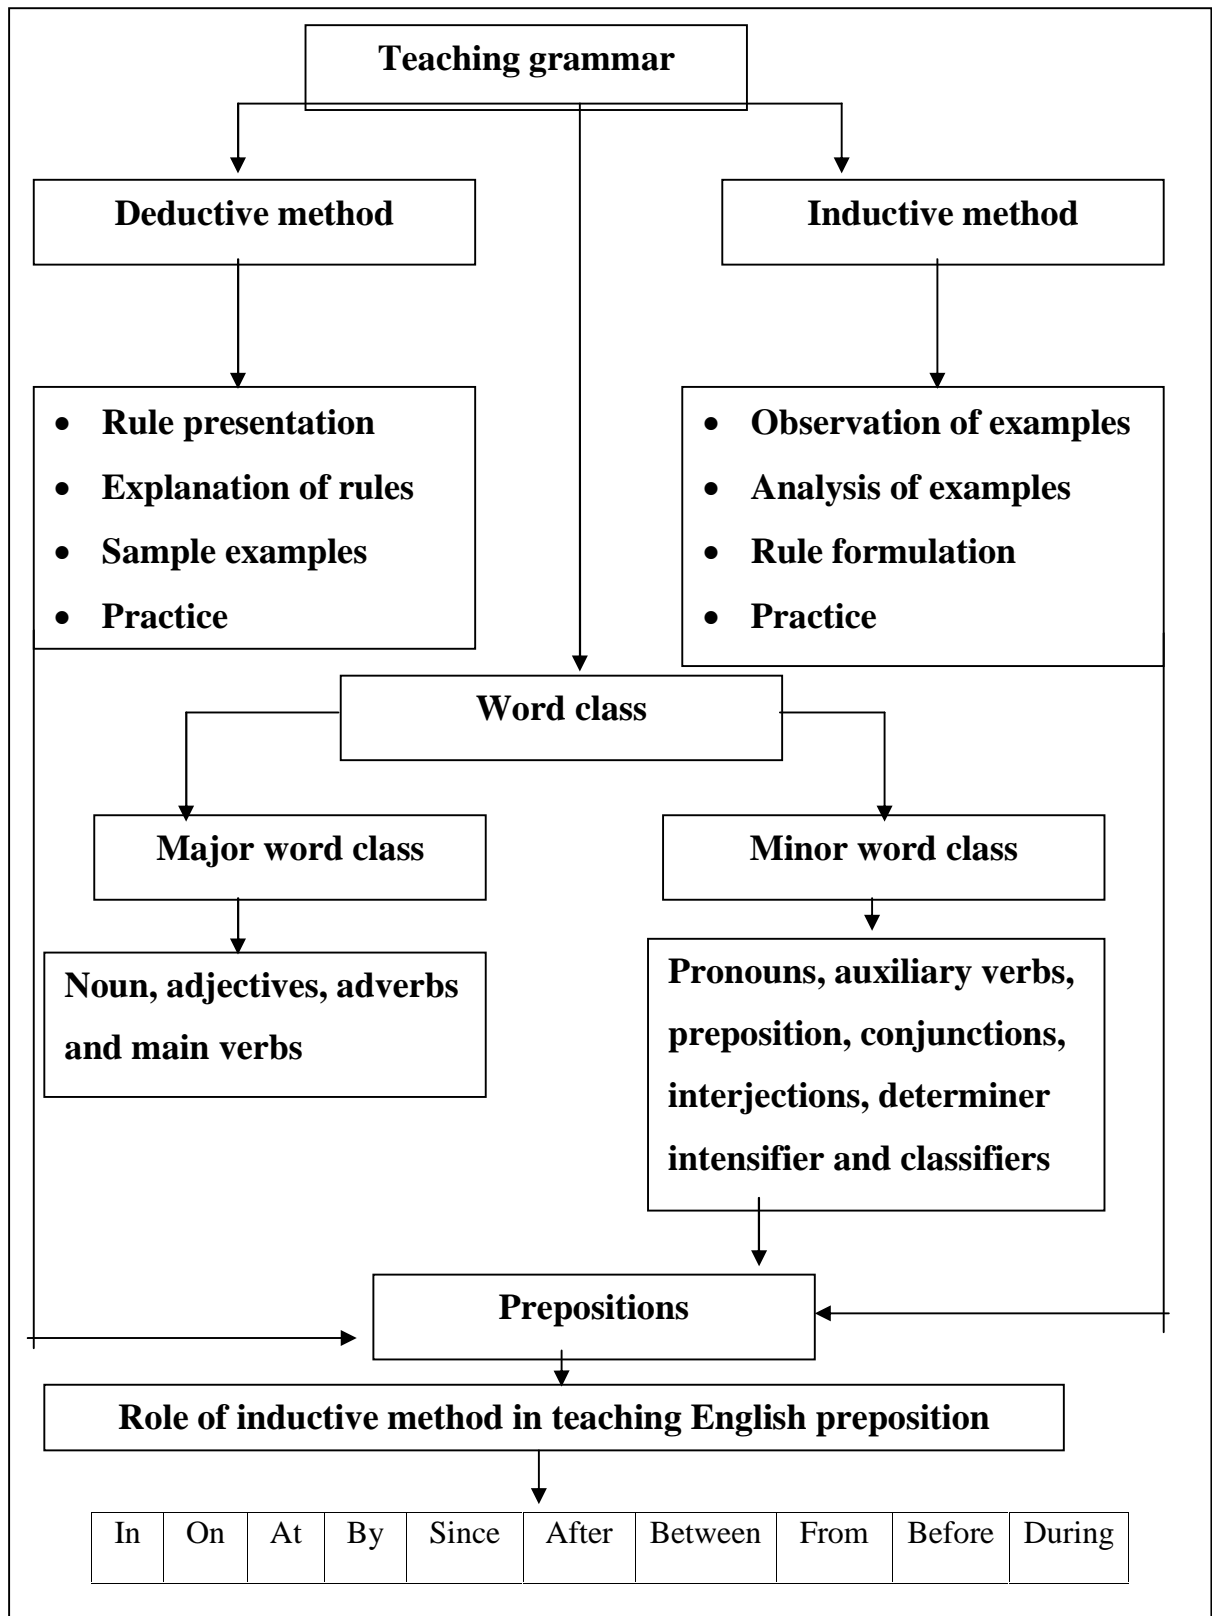 Teaching grammar
Deductive method
Inductive method
• Rule presentation
• Explanation of rules
• Sample examples
• Practice
• Observation of examples
• Analysis of examples
• Rule formulation
• Practice
Word class
Major word class
Minor word class
Noun, adjectives, adverbs
and main verbs
Pronouns, auxiliary verbs,
preposition, conjunctions,
interjections, determiner
intensifier and classifiers
Prepositions
Role of inductive method in teaching English preposition
In On At By Since After Between From Before During